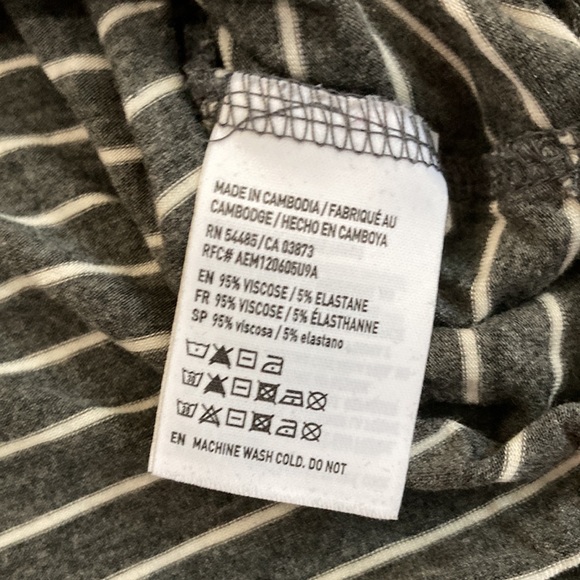 MADE IN CAMBODIA / FABRIQUÉ AU
CAMBODGE / HECHO EN CAMBOYA
RN 54485 / CA 03873
RFC# AEM120605U9A
EN 95% VISCOSE / 5% ELASTANE
FR 95% VISCOSE / 5% ÉLASTHANNE
SP 95% viscosa / 5% elastano
EN MACHINE WASH COLD. DO NOT